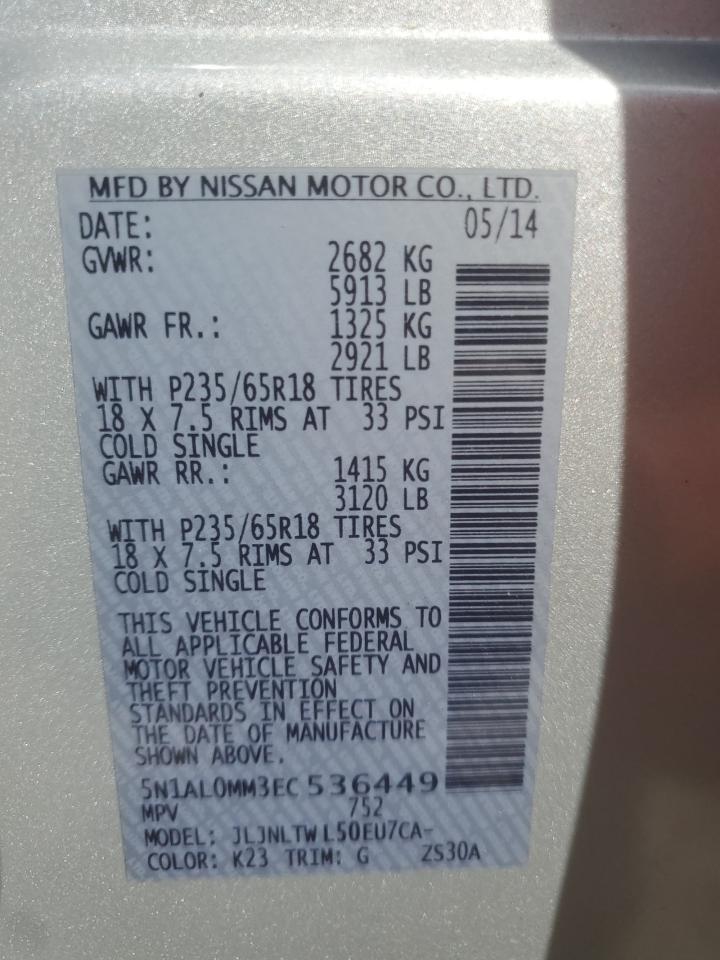 MFD BY NISSAN MOTOR CO., LTD.
DATE: 05/14
GVWR: 2682 KG
5913 LB
GAWR FR.: 1325 KG
2921 LB
WITH P235/65R18 TIRES
18 X 7.5 RIMS AT 33 PSI
COLD SINGLE
GAWR RR.: 1415 KG
3120 LB
WITH P235/65R18 TIRES
18 X 7.5 RIMS AT 33 PSI
COLD SINGLE
THIS VEHICLE CONFORMS TO
ALL APPLICABLE FEDERAL
MOTOR VEHICLE SAFETY AND
THEFT PREVENTION
STANDARDS IN EFFECT ON
THE DATE OF MANUFACTURE
SHOWN ABOVE.
5N1AL0MM3EC 536449
MPV 752
MODEL: JLJNLTW L50EU7CA-
COLOR: K23 TRIM: G ZS30A